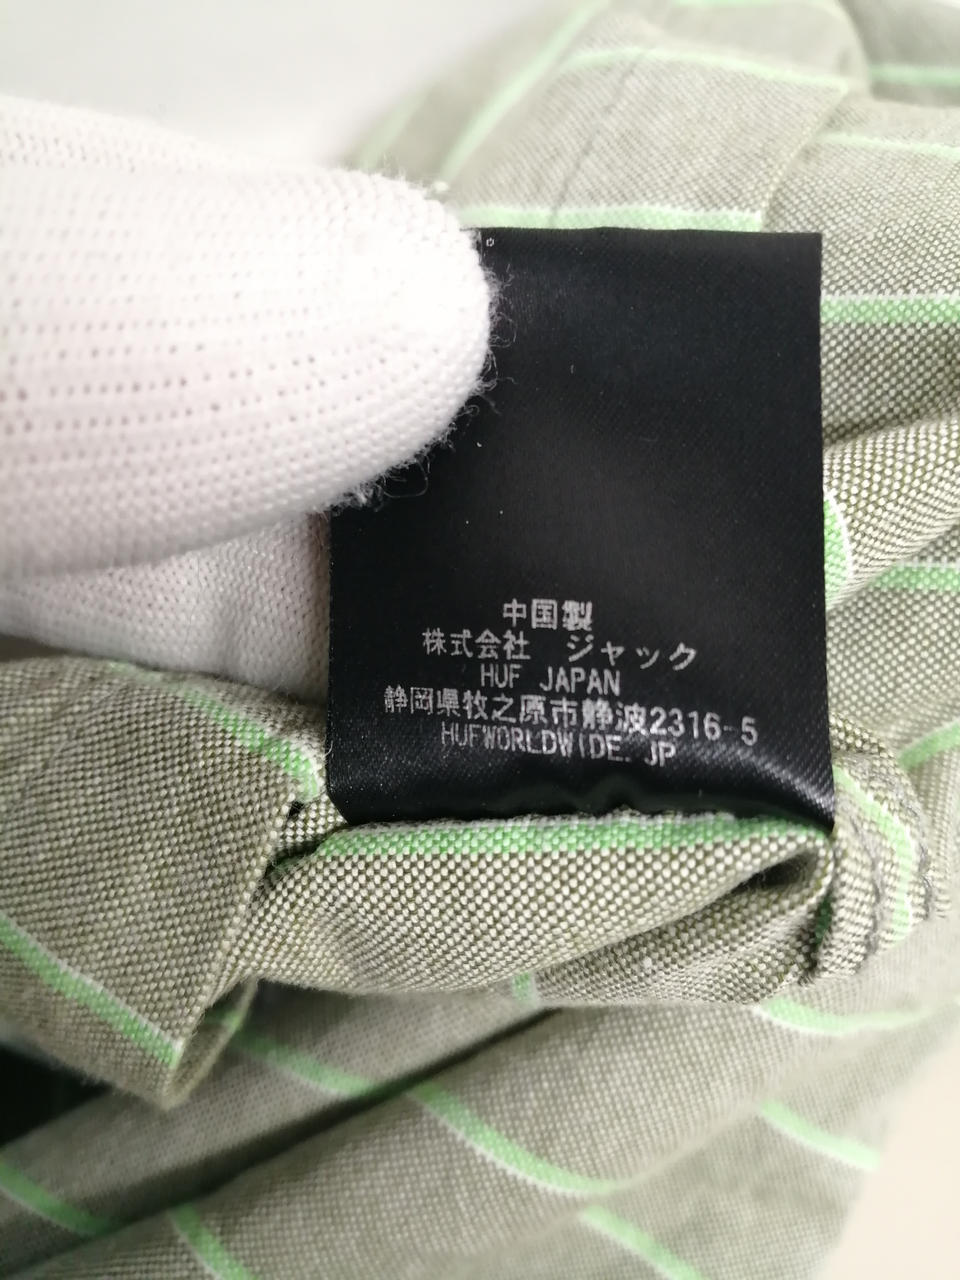 中国製
株式会社　ジャック
HUF JAPAN
静岡県牧之原市静波2316-5
HUFWORLDWIDE.JP